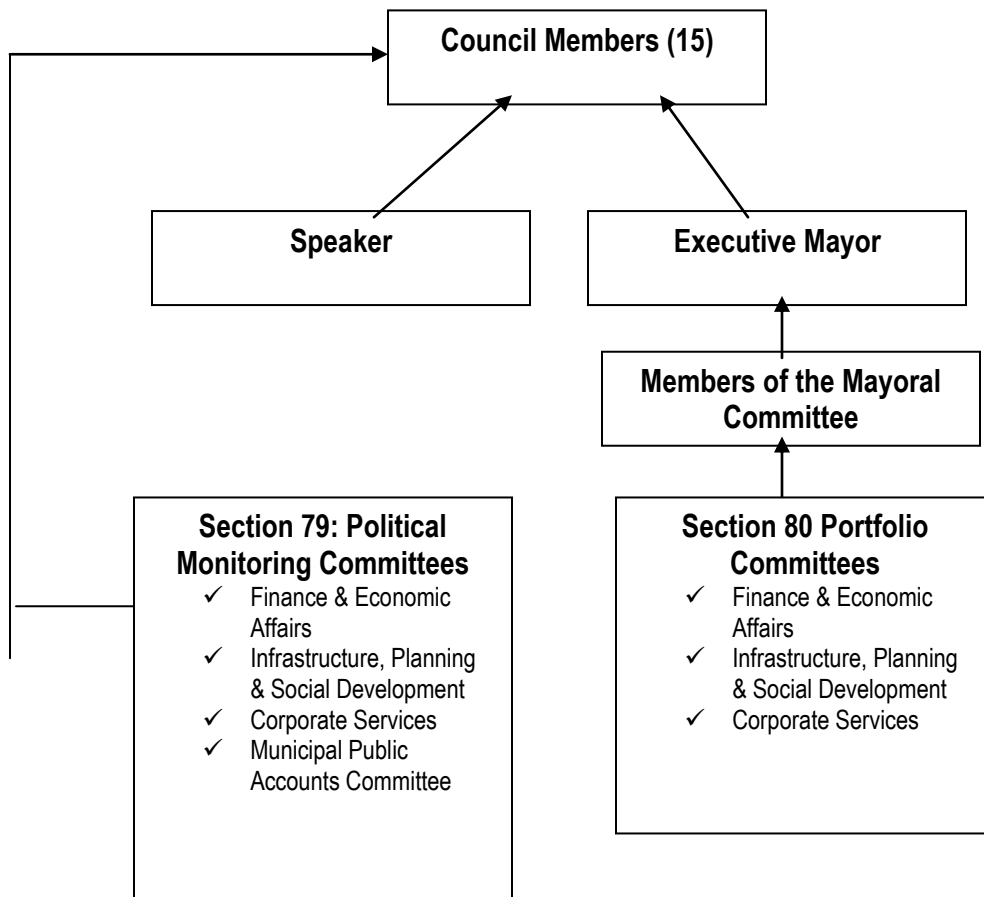 Council Members (15)
Speaker
Executive Mayor
Members of the Mayoral
Committee
Section 79: Political
Monitoring Committees
✓ Finance & Economic
Affairs
✓ Infrastructure, Planning
& Social Development
✓ Corporate Services
✓ Municipal Public
Accounts Committee
Section 80 Portfolio
Committees
✓ Finance & Economic
Affairs
✓ Infrastructure, Planning
& Social Development
✓ Corporate Services